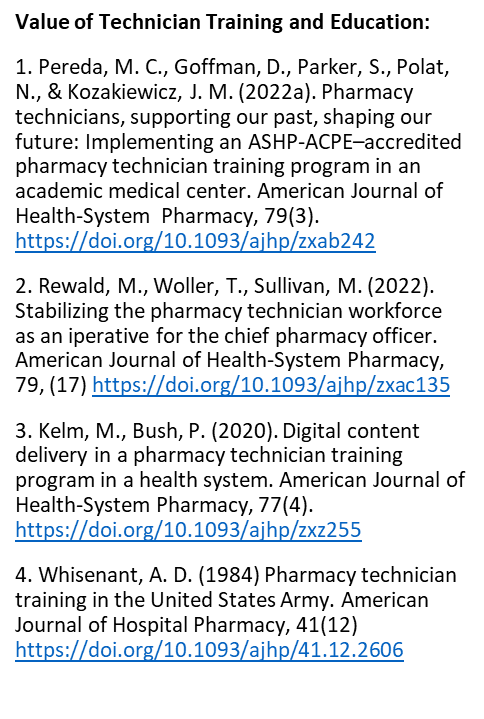 Value of Technician Training and Education:
1. Pereda, M. C., Goffman, D., Parker, S., Polat,
N., & Kozakiewicz, J. M. (2022a). Pharmacy
technicians, supporting our past, shaping our
future: Implementing an ASHP-ACPE–accredited
pharmacy technician training program in an
academic medical center. American Journal of
Health-System  Pharmacy, 79(3).
https://doi.org/10.1093/ajhp/zxab242
2. Rewald, M., Woller, T., Sullivan, M. (2022).
Stabilizing the pharmacy technician workforce
as an iperative for the chief pharmacy officer.
American Journal of Health-System Pharmacy,
79, (17) https://doi.org/10.1093/ajhp/zxac135
3. Kelm, M., Bush, P. (2020). Digital content
delivery in a pharmacy technician training
program in a health system. American Journal of
Health-System Pharmacy, 77(4).
https://doi.org/10.1093/ajhp/zxz255
4. Whisenant, A. D. (1984) Pharmacy technician
training in the United States Army. American
Journal of Hospital Pharmacy, 41(12)
https://doi.org/10.1093/ajhp/41.12.2606